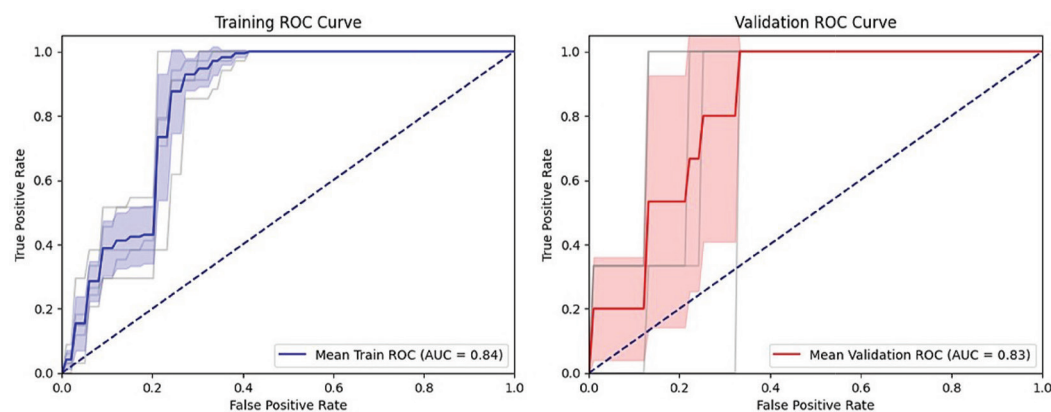 Training ROC Curve
1.0
0.8
0.6
0.4
0.2
0.0
True Positive Rate
0.0 0.2 0.4 0.6 0.8 1.0
False Positive Rate
Mean Train ROC (AUC = 0.84)
Validation ROC Curve
1.0
0.8
0.6
0.4
0.2
0.0
True Positive Rate
0.0 0.2 0.4 0.6 0.8 1.0
False Positive Rate
Mean Validation ROC (AUC = 0.83)